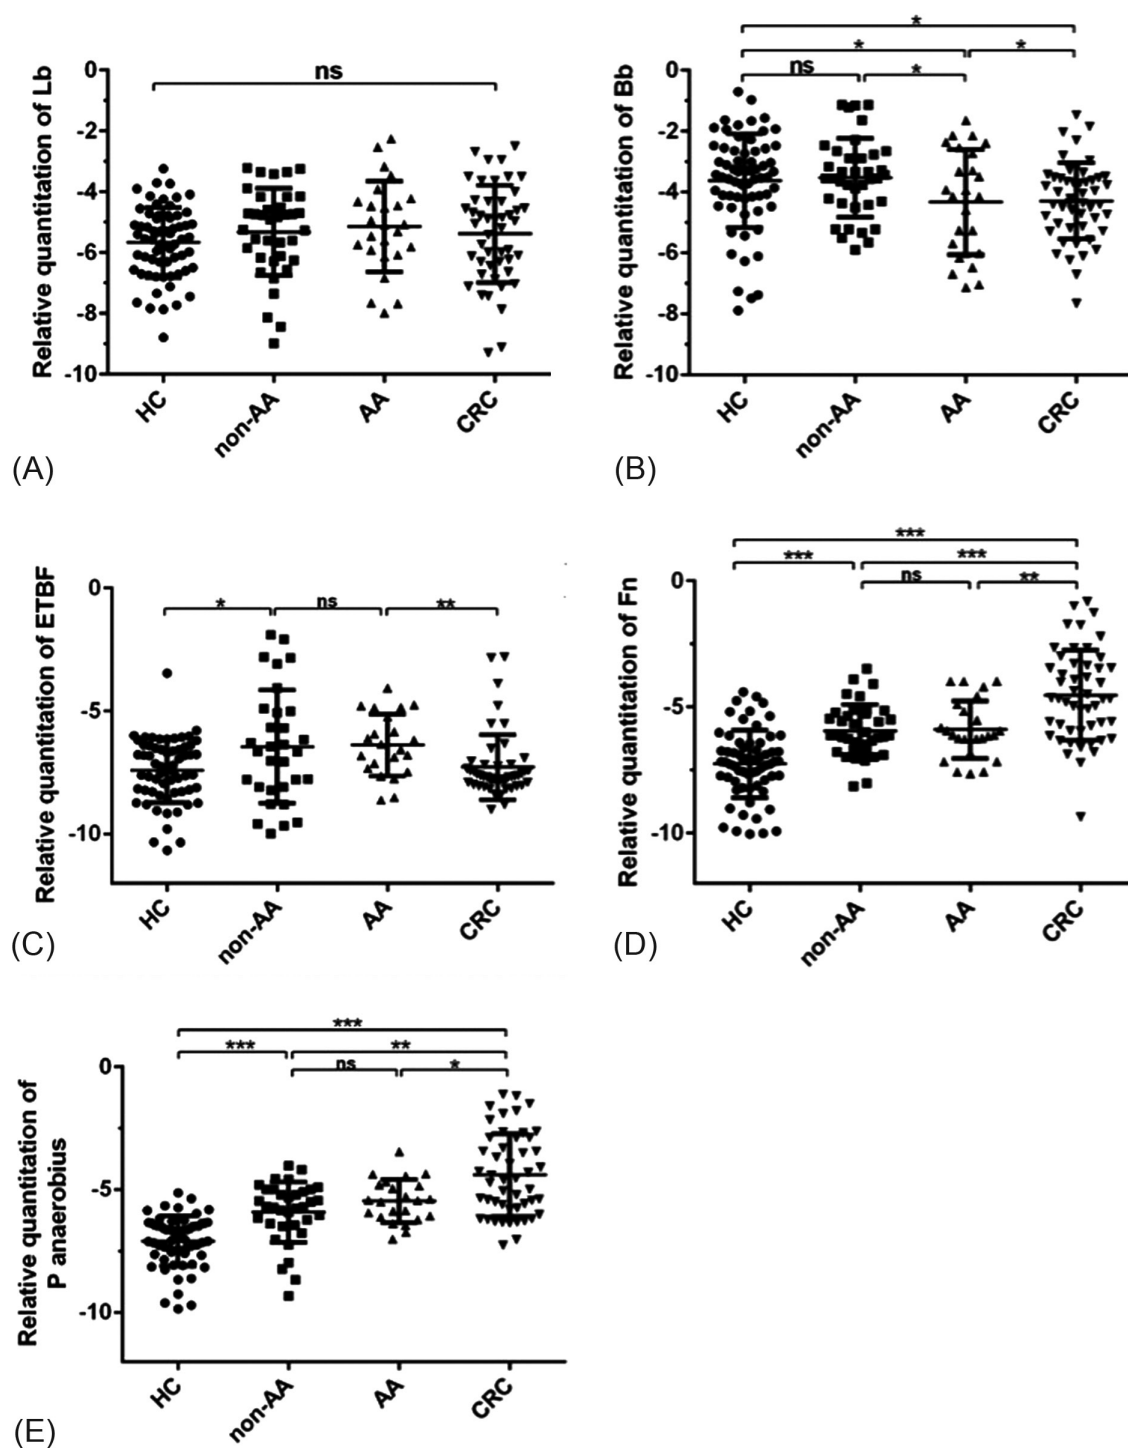 ns
0
-2
-4
-6
-8
-10
Relative quantitation of Lb
HC
non-AA
AA
CRC
(A)
*
* *
ns *
0
-2
-4
-6
-8
-10
Relative quantitation of Bb
HC
non-AA
AA
CRC
(B)
* ns **
0
-5
-10
Relative quantitation of ETBF
HC
non-AA
AA
CRC
(C)
***
*** ***
ns **
0
-5
-10
Relative quantitation of Fn
HC
non-AA
AA
CRC
(D)
***
*** **
ns *
0
-5
-10
Relative quantitation of
P anaerobius
HC
non-AA
AA
CRC
(E)